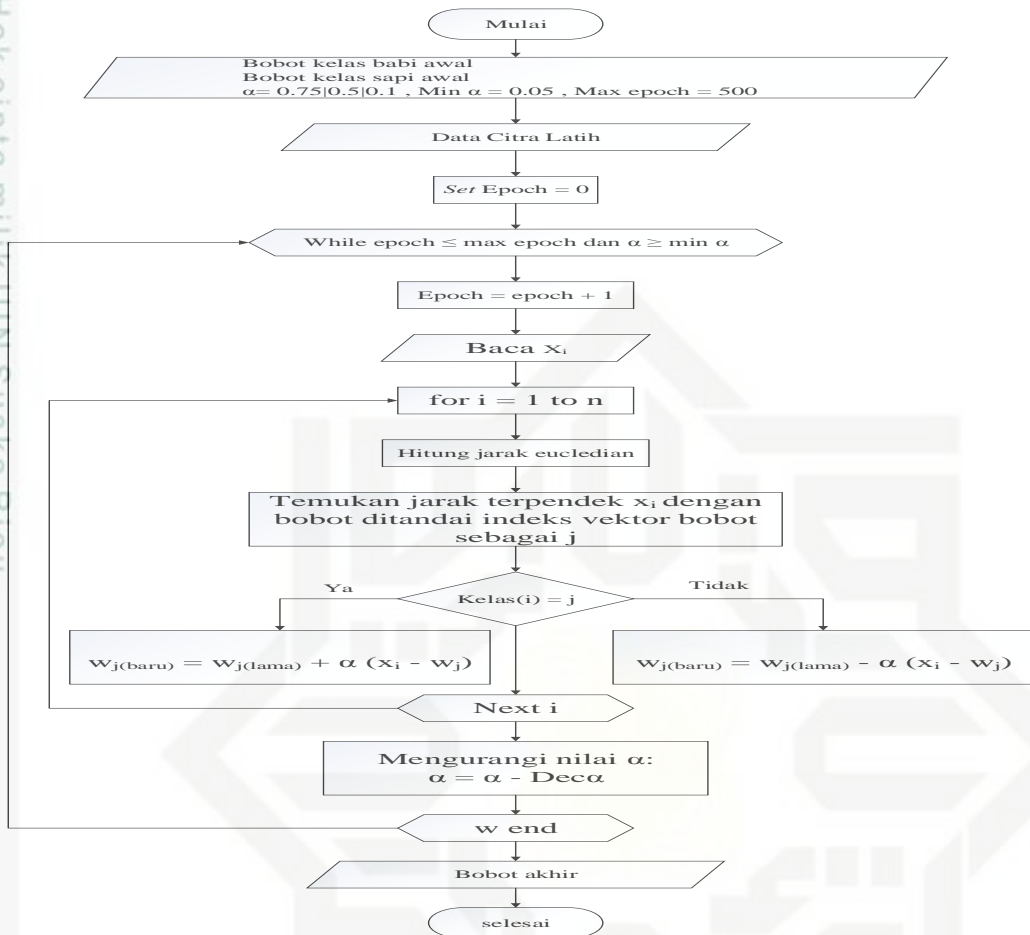 Mulai
Bobot kelas babi awal
Bobot kelas sapi awal
α= 0.75|0.5|0.1 , Min α = 0.05 , Max epoch = 500
Data Citra Latih
Set Epoch = 0
While epoch ≤ max epoch dan α ≥ min α
Epoch = epoch + 1
Baca xᵢ
for i = 1 to n
Hitung jarak eucledian
Temukan jarak terpendek xᵢ dengan
bobot ditandai indeks vektor bobot
sebagai j
Kelas(i) = j
Ya
Tidak
wj(baru) = wj(lama) + α (xi - wj)
wj(baru) = wj(lama) - α (xi - wj)
Next i
Mengurangi nilai α:
α = α - Decα
w end
Bobot akhir
selesai